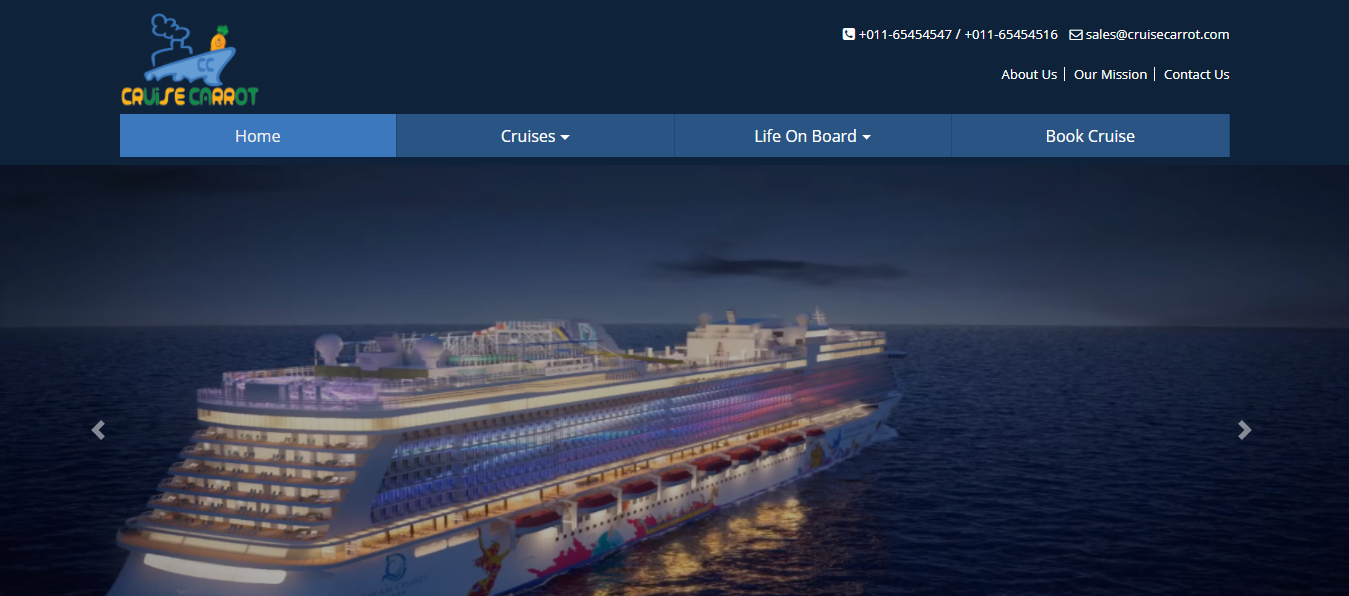 +011-65454547 / +011-65454516 sales@cruisecarrot.com
CC
CRUISE CARROT
About Us Our Mission Contact Us
Home Cruises Life On Board Book Cruise